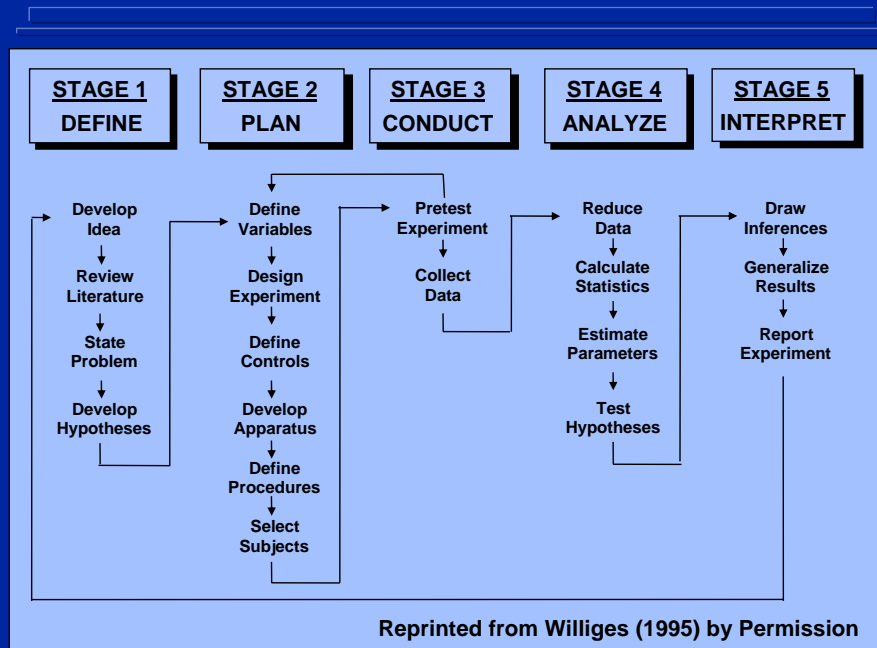 STAGE 1
DEFINE
STAGE 2
PLAN
STAGE 3
CONDUCT
STAGE 4
ANALYZE
STAGE 5
INTERPRET
Develop
Idea
Review
Literature
State
Problem
Develop
Hypotheses
Define
Variables
Design
Experiment
Define
Controls
Develop
Apparatus
Define
Procedures
Select
Subjects
Pretest
Experiment
Collect
Data
Reduce
Data
Calculate
Statistics
Estimate
Parameters
Test
Hypotheses
Draw
Inferences
Generalize
Results
Report
Experiment
Reprinted from Williges (1995) by Permission